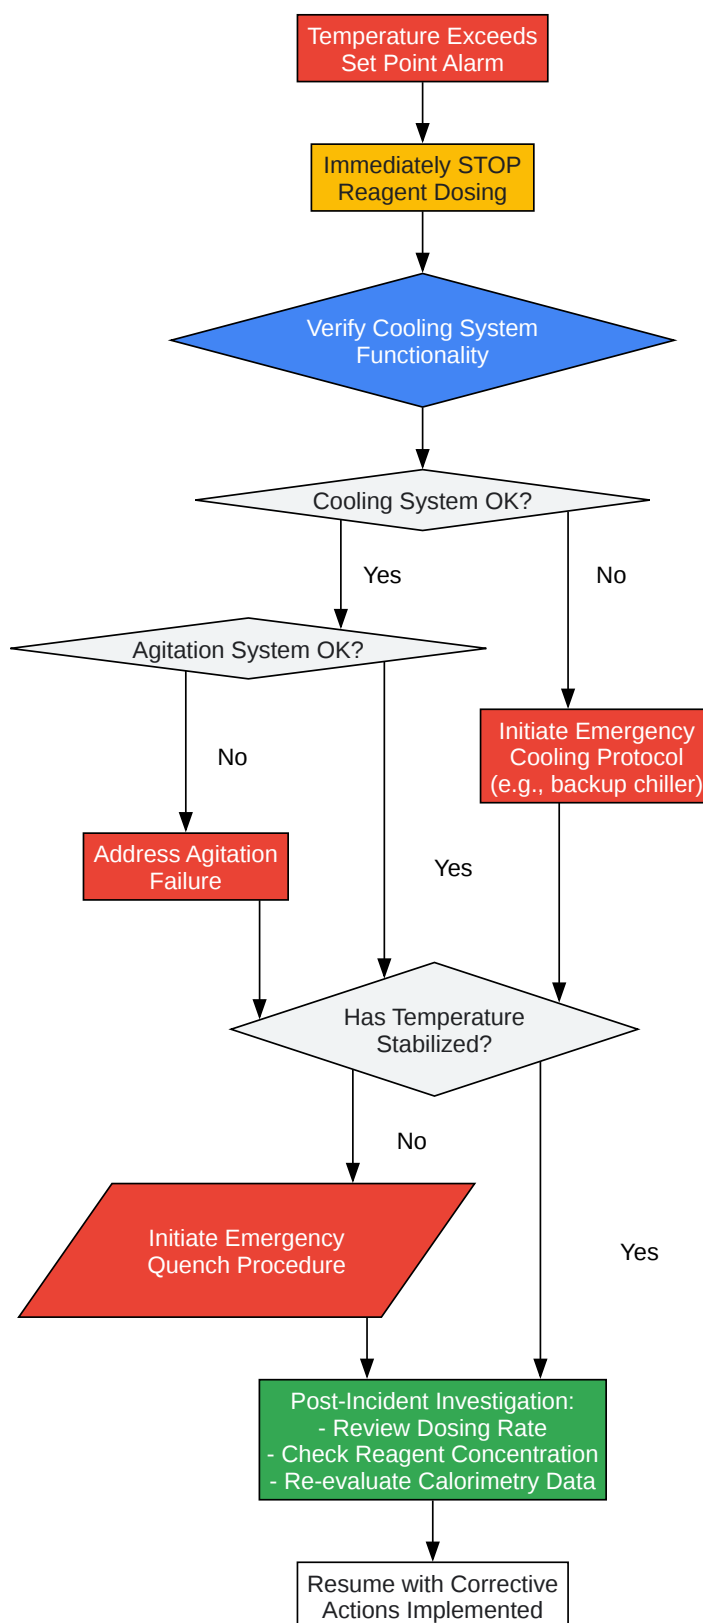 Temperature Exceeds
Set Point Alarm
Immediately STOP
Reagent Dosing
Verify Cooling System
Functionality
Cooling System OK?
Yes
No
Agitation System OK?
No
Initiate Emergency
Cooling Protocol
(e.g., backup chiller)
Address Agitation
Failure
Yes
Has Temperature
Stabilized?
No
Initiate Emergency
Quench Procedure
Yes
Post-Incident Investigation:
- Review Dosing Rate
- Check Reagent Concentration
- Re-evaluate Calorimetry Data
Resume with Corrective
Actions Implemented